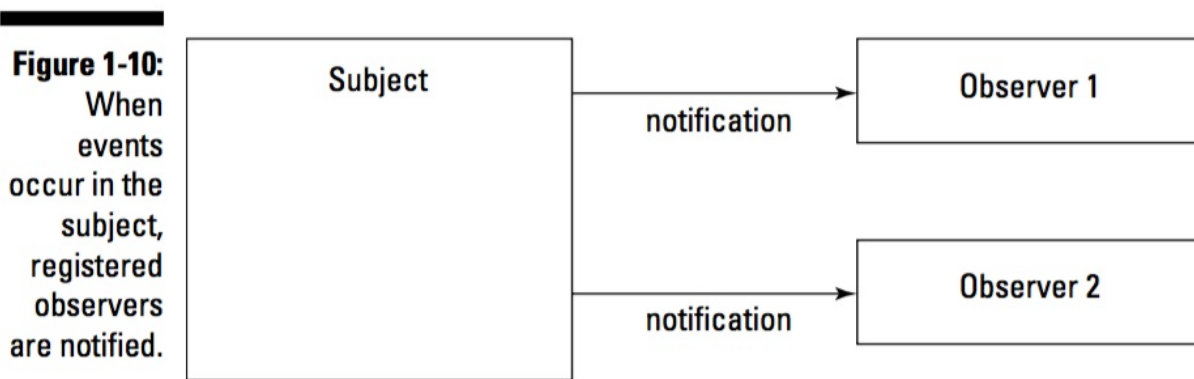 Figure 1-10:
When
events
occur in the
subject,
registered
observers
are notified.
Subject
notification
Observer 1
notification
Observer 2